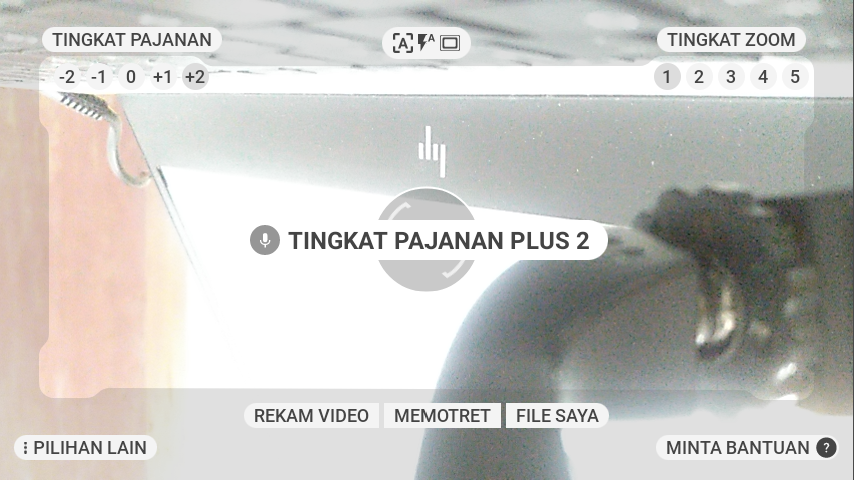 TINGKAT PAJANAN
A
A
TINGKAT ZOOM
-2 -1 0 +1 +2
1 2 3 4 5
TINGKAT PAJANAN PLUS 2
REKAM VIDEO
MEMOTRET
FILE SAYA
PILIHAN LAIN
MINTA BANTUAN ?